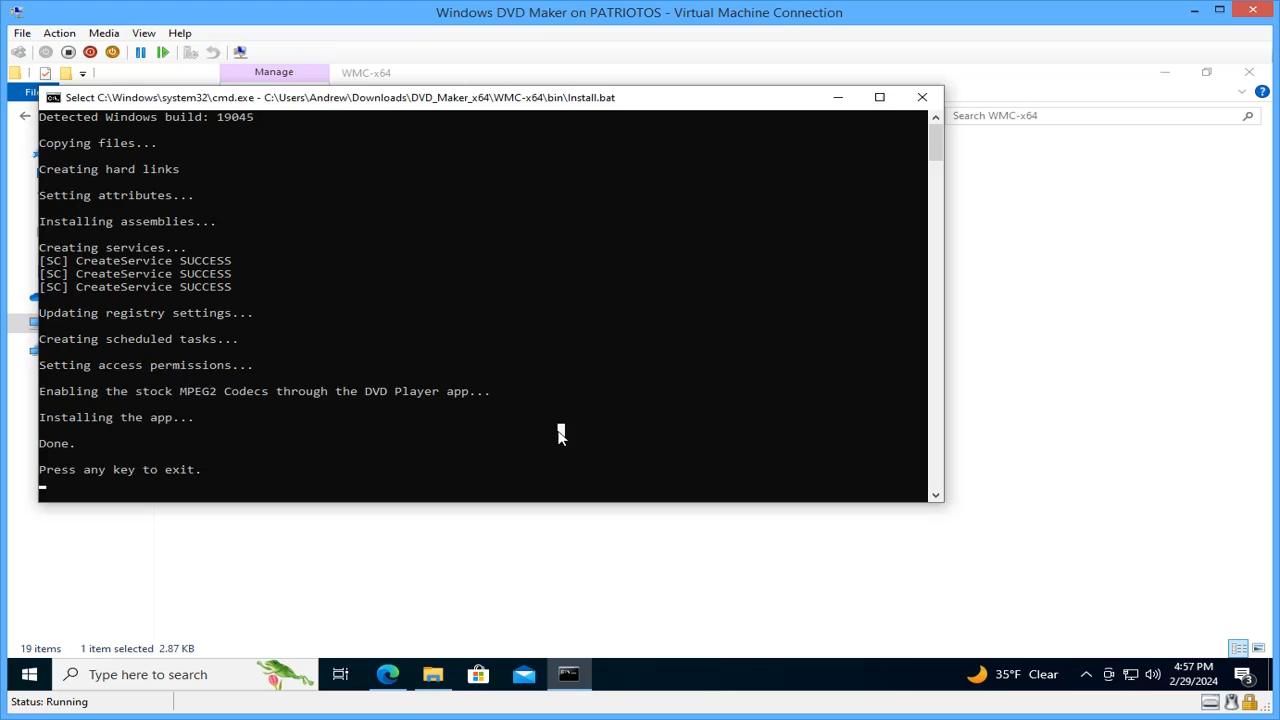 Windows DVD Maker on PATRIOTOS - Virtual Machine Connection
File Action Media View Help
Manage WMC-x64
Select C:\Windows\system32\cmd.exe - C:\Users\Andrew\Downloads\DVD_Maker_x64\WMC-x64\bin\Install.bat
Search WMC-x64
Detected Windows build: 19045
Copying files...
Creating hard links
Setting attributes...
Installing assemblies...
Creating services...
[SC] CreateService SUCCESS
[SC] CreateService SUCCESS
[SC] CreateService SUCCESS
Updating registry settings...
Creating scheduled tasks...
Setting access permissions...
Enabling the stock MPEG2 Codecs through the DVD Player app...
Installing the app...
Done.
Press any key to exit.
19 items 1 item selected 2.87 KB
Type here to search
35°F Clear
4:57 PM
2/29/2024
3
Status: Running